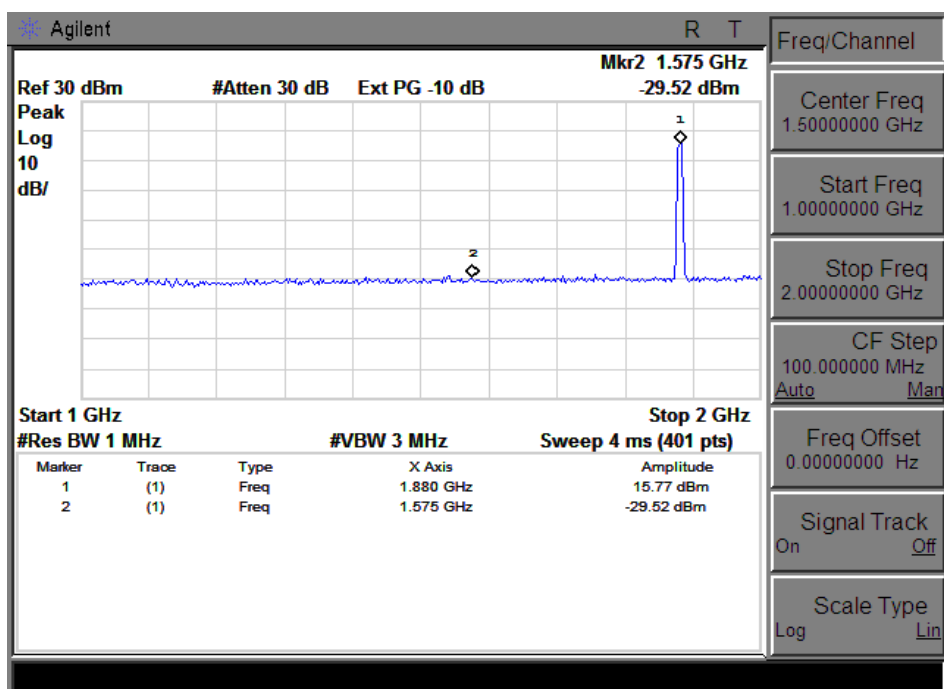 Agilent R T
Mkr2 1.575 GHz
Ref 30 dBm #Atten 30 dB Ext PG -10 dB -29.52 dBm
Peak
Log
10
dB/
1
2
Start 1 GHz Stop 2 GHz
#Res BW 1 MHz #VBW 3 MHz Sweep 4 ms (401 pts)
Marker Trace Type X Axis Amplitude
1 (1) Freq 1.880 GHz 15.77 dBm
2 (1) Freq 1.575 GHz -29.52 dBm
Freq/Channel
Center Freq
1.50000000 GHz
Start Freq
1.00000000 GHz
Stop Freq
2.00000000 GHz
CF Step
100.000000 MHz
Auto Man
Freq Offset
0.00000000 Hz
Signal Track
On Off
Scale Type
Log Lin